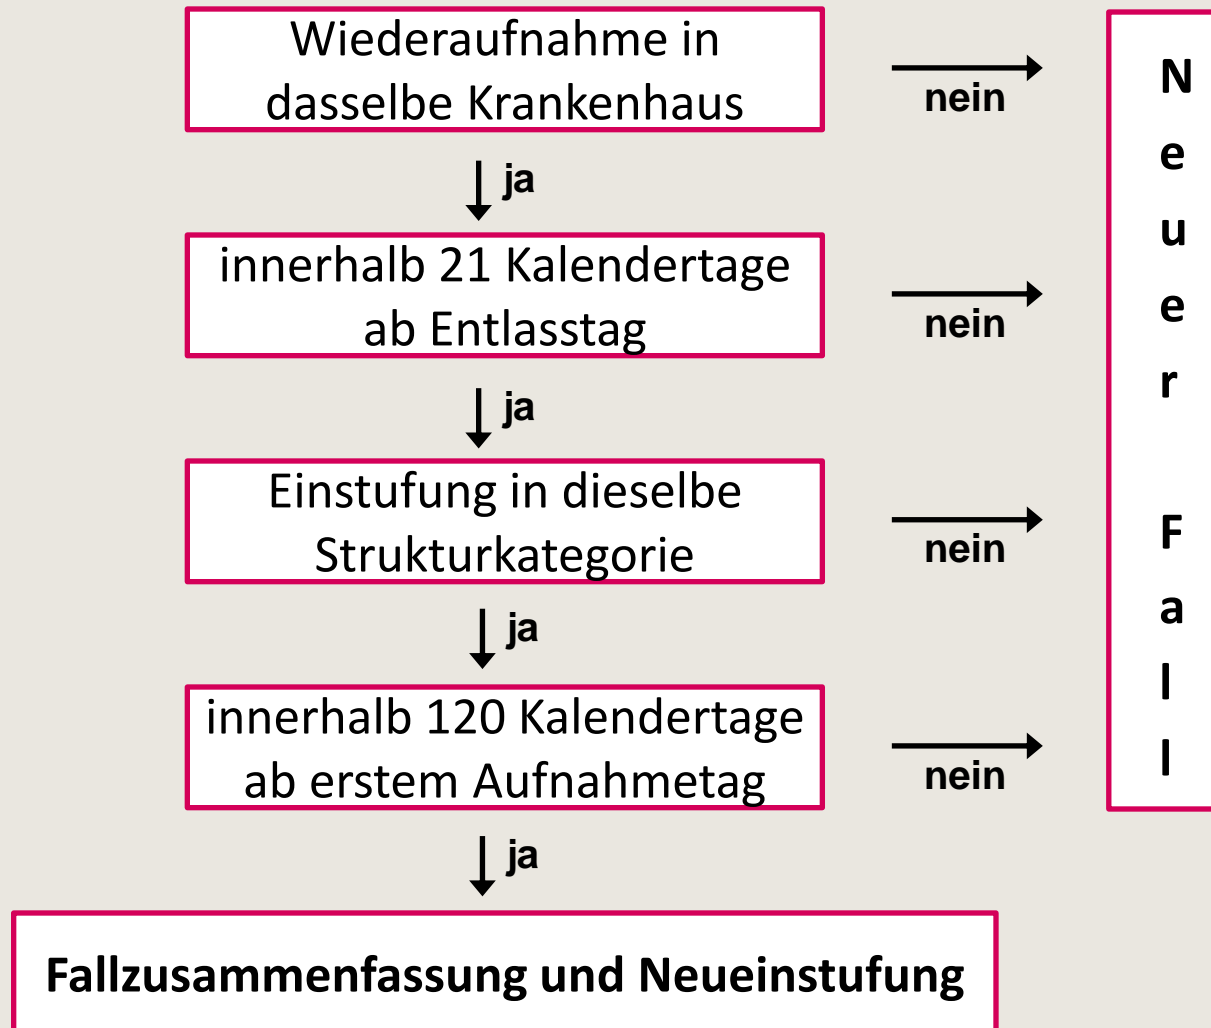 Wiederaufnahme in
dasselbe Krankenhaus
nein
ja
innerhalb 21 Kalendertage
ab Entlasstag
nein
ja
Einstufung in dieselbe
Strukturkategorie
nein
ja
innerhalb 120 Kalendertage
ab erstem Aufnahmetag
nein
ja
Fallzusammenfassung und Neueinstufung
N
e
u
e
r
F
a
l
l